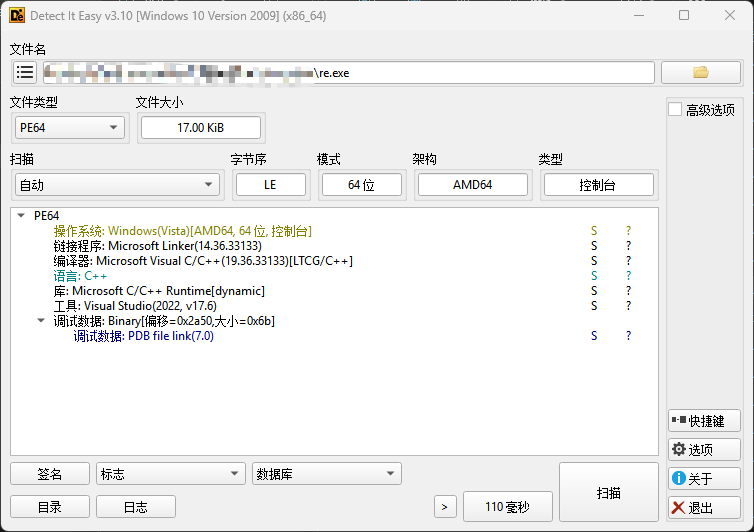 Detect It Easy v3.10 [Windows 10 Version 2009] (x86_64)
文件名
\re.exe
文件类型 文件大小
PE64 17.00 KiB
高级选项
扫描 字节序 模式 架构 类型
自动 LE 64 位 AMD64 控制台
PE64
操作系统: Windows(Vista)[AMD64, 64 位, 控制台] S ?
链接程序: Microsoft Linker(14.36.33133) S ?
编译器: Microsoft Visual C/C++(19.36.33133)[LTCG/C++] S ?
语言: C++ S ?
库: Microsoft C/C++ Runtime[dynamic] S ?
工具: Visual Studio(2022, v17.6) S ?
调试数据: Binary[偏移=0x2a50,大小=0x6b]
调试数据: PDB file link(7.0) S ?
快捷键
选项
关于
退出
签名 标志 数据库
扫描
目录 日志 > 110 毫秒